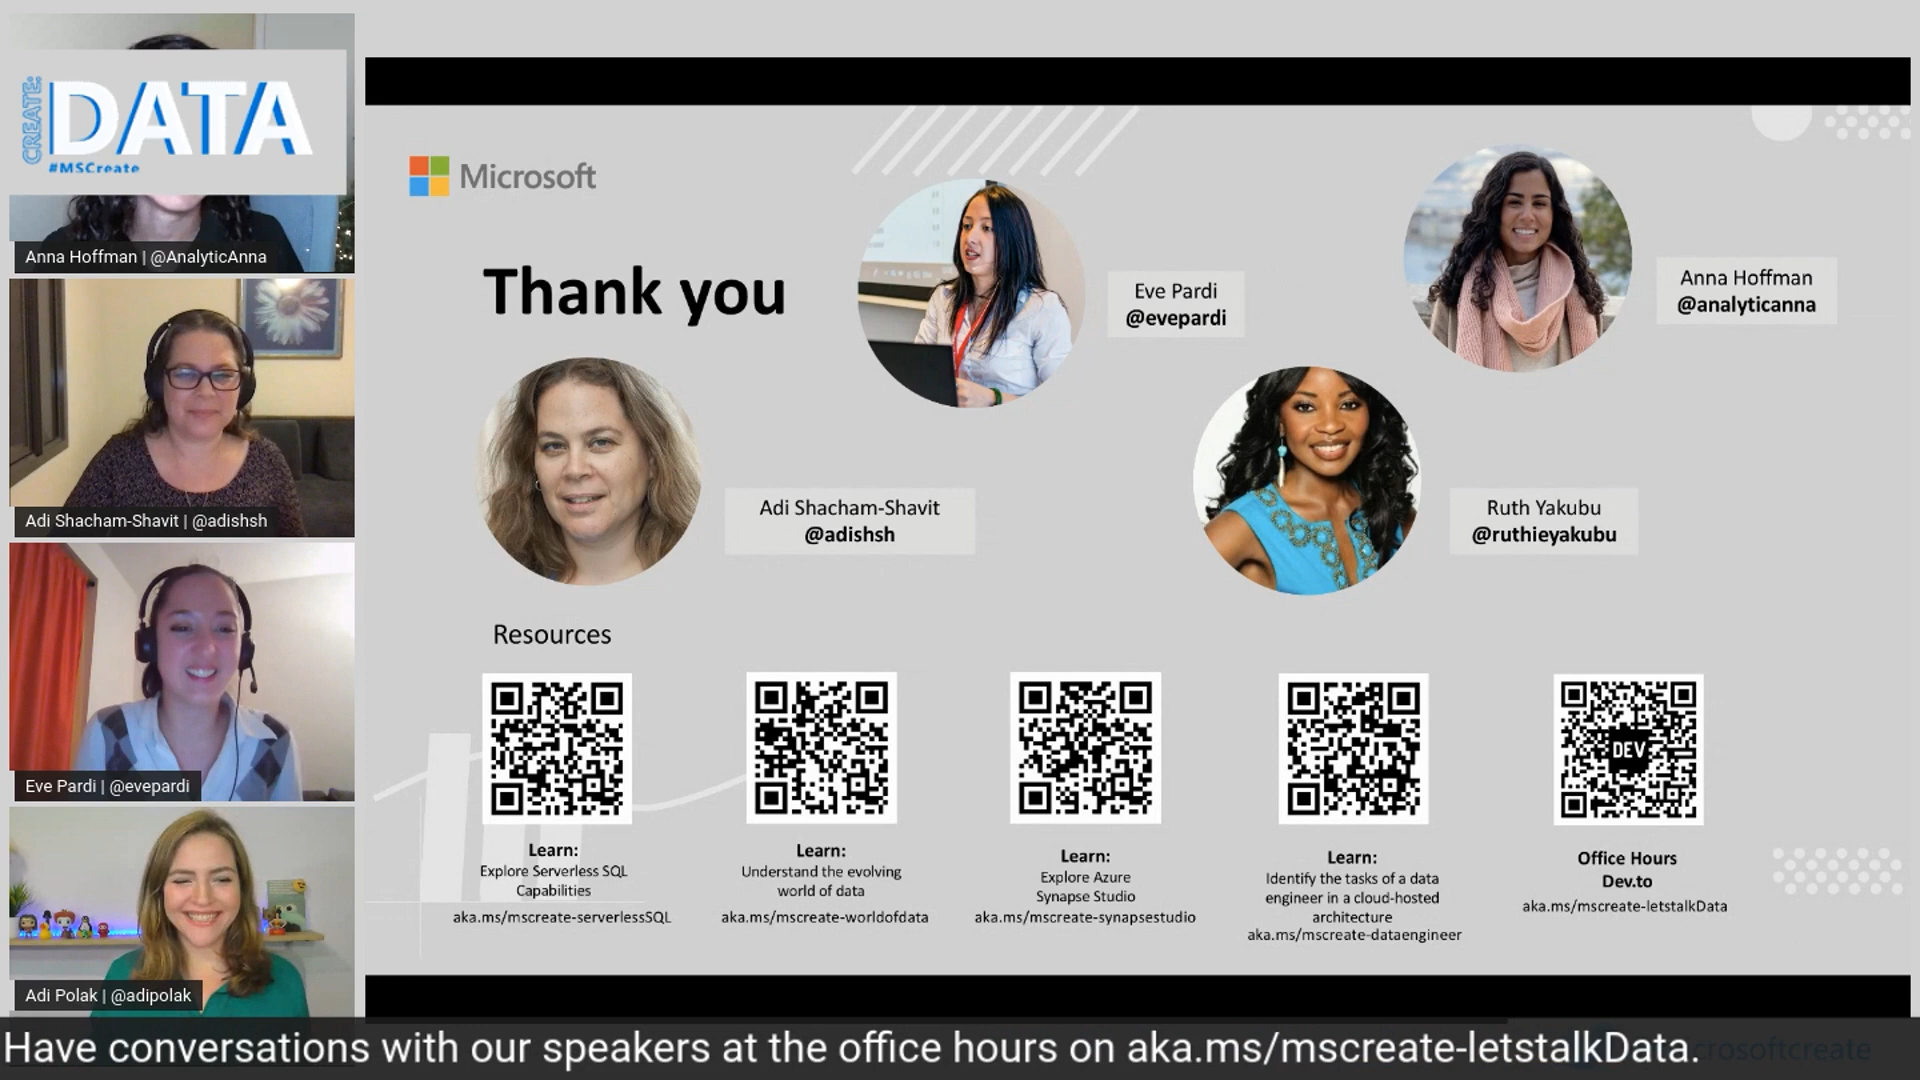 CREATE:
DATA
#MSCreate
Anna Hoffman | @AnalyticAnna
Adi Shacham-Shavit | @adishsh
Eve Pardi | @evepardi
Adi Polak | @adipolak
Microsoft
Thank you
Eve Pardi
@evepardi
Anna Hoffman
@analyticanna
Adi Shacham-Shavit
@adishsh
Ruth Yakubu
@ruthieyakubu
Resources
Learn:
Explore Serverless SQL
Capabilities
aka.ms/mscreate-serverlessSQL
Learn:
Understand the evolving
world of data
aka.ms/mscreate-worldofdata
Learn:
Explore Azure
Synapse Studio
aka.ms/mscreate-synapsestudio
Learn:
Identify the tasks of a data
engineer in a cloud-hosted
architecture
aka.ms/mscreate-dataengineer
DEV
Office Hours
Dev.to
aka.ms/mscreate-letstalkData
Have conversations with our speakers at the office hours on aka.ms/mscreate-letstalkData.